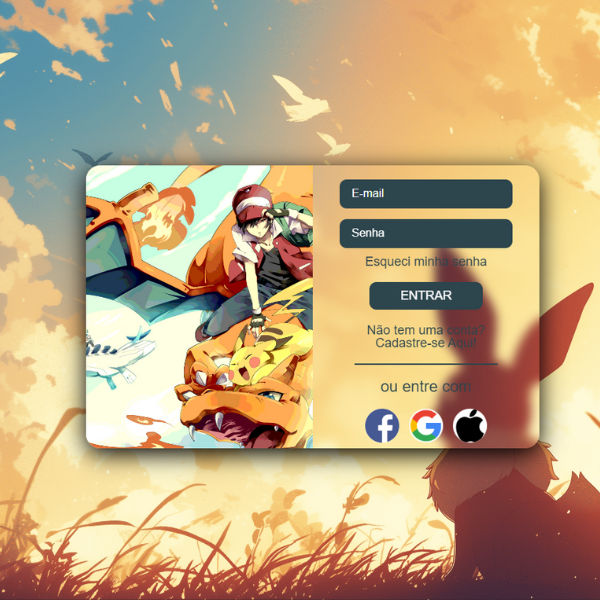 E-mail
Senha
Esqueci minha senha
ENTRAR
Não tem uma conta?
Cadastre-se Aqui!
ou entre com